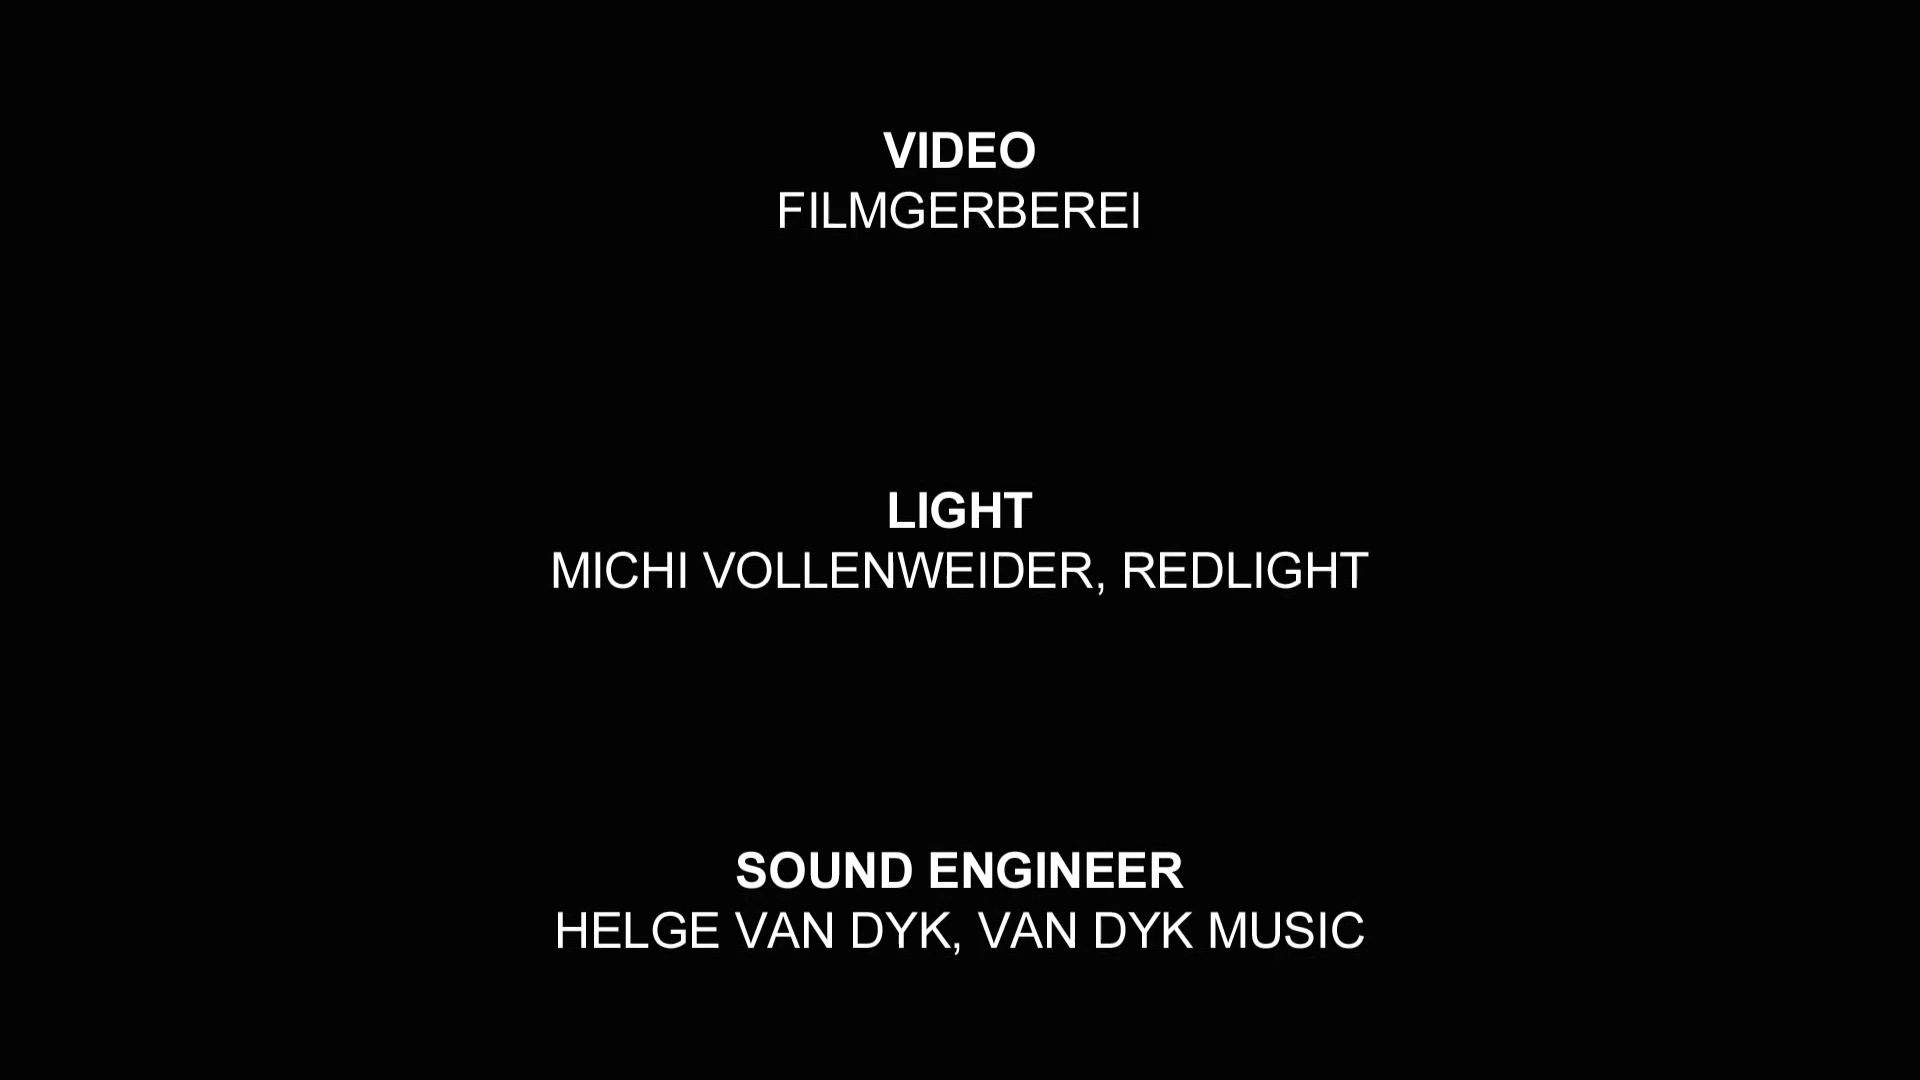 VIDEO
FILMGERBEREI
LIGHT
MICHI VOLLENWEIDER, REDLIGHT
SOUND ENGINEER
HELGE VAN DYK, VAN DYK MUSIC